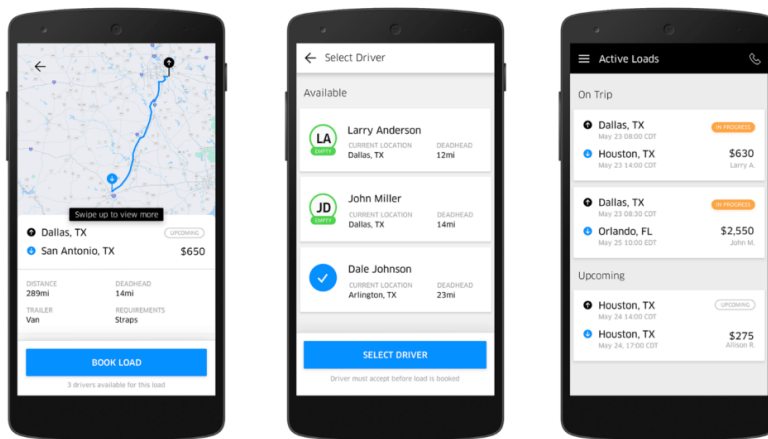 Swipe up to view more
Dallas, TX UPCOMING
San Antonio, TX $650
DISTANCE DEADHEAD
289mi 14mi
TRAILER REQUIREMENTS
Van Straps
BOOK LOAD
3 drivers available for this load
Select Driver
Available
LA
EMPTY
Larry Anderson
CURRENT LOCATION DEADHEAD
Dallas, TX 12mi
JD
EMPTY
John Miller
CURRENT LOCATION DEADHEAD
Dallas, TX 14mi
Dale Johnson
CURRENT LOCATION DEADHEAD
Arlington, TX 23mi
SELECT DRIVER
Driver must accept before load is booked
Active Loads
On Trip
Dallas, TX IN PROGRESS
May 23 08:00 CDT
Houston, TX $630
May 23 14:00 CDT Larry A.
Dallas, TX IN PROGRESS
May 23 08:30 CDT
Orlando, FL $2,550
May 25 10:00 EDT John M.
Upcoming
Houston, TX UPCOMING
May 24 14:00 CDT
Houston, TX $275
May 24, 17:00 CDT Allison R.